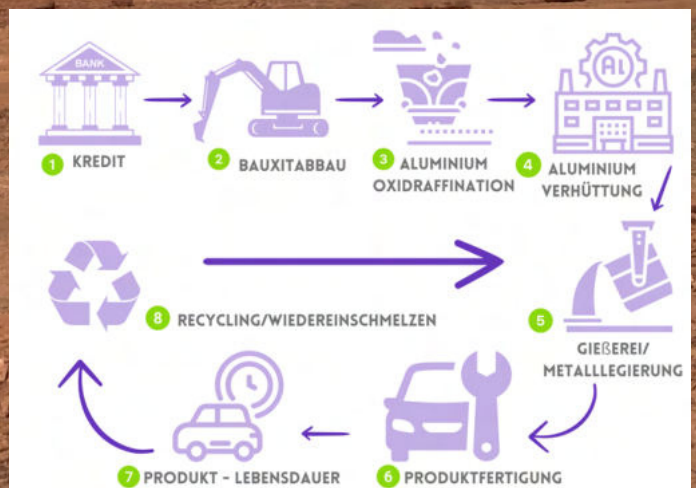 BANK
1 KREDIT
2 BAUXITABBAU
3 ALUMINIUM
OXIDRAFFINATION
Al
4 ALUMINIUM
VERHÜTTUNG
8 RECYCLING/WIEDEREINSCHMELZEN
5
GIEßEREI/
METALLLEGIERUNG
7 PRODUKT - LEBENSDAUER
6 PRODUKTFERTIGUNG